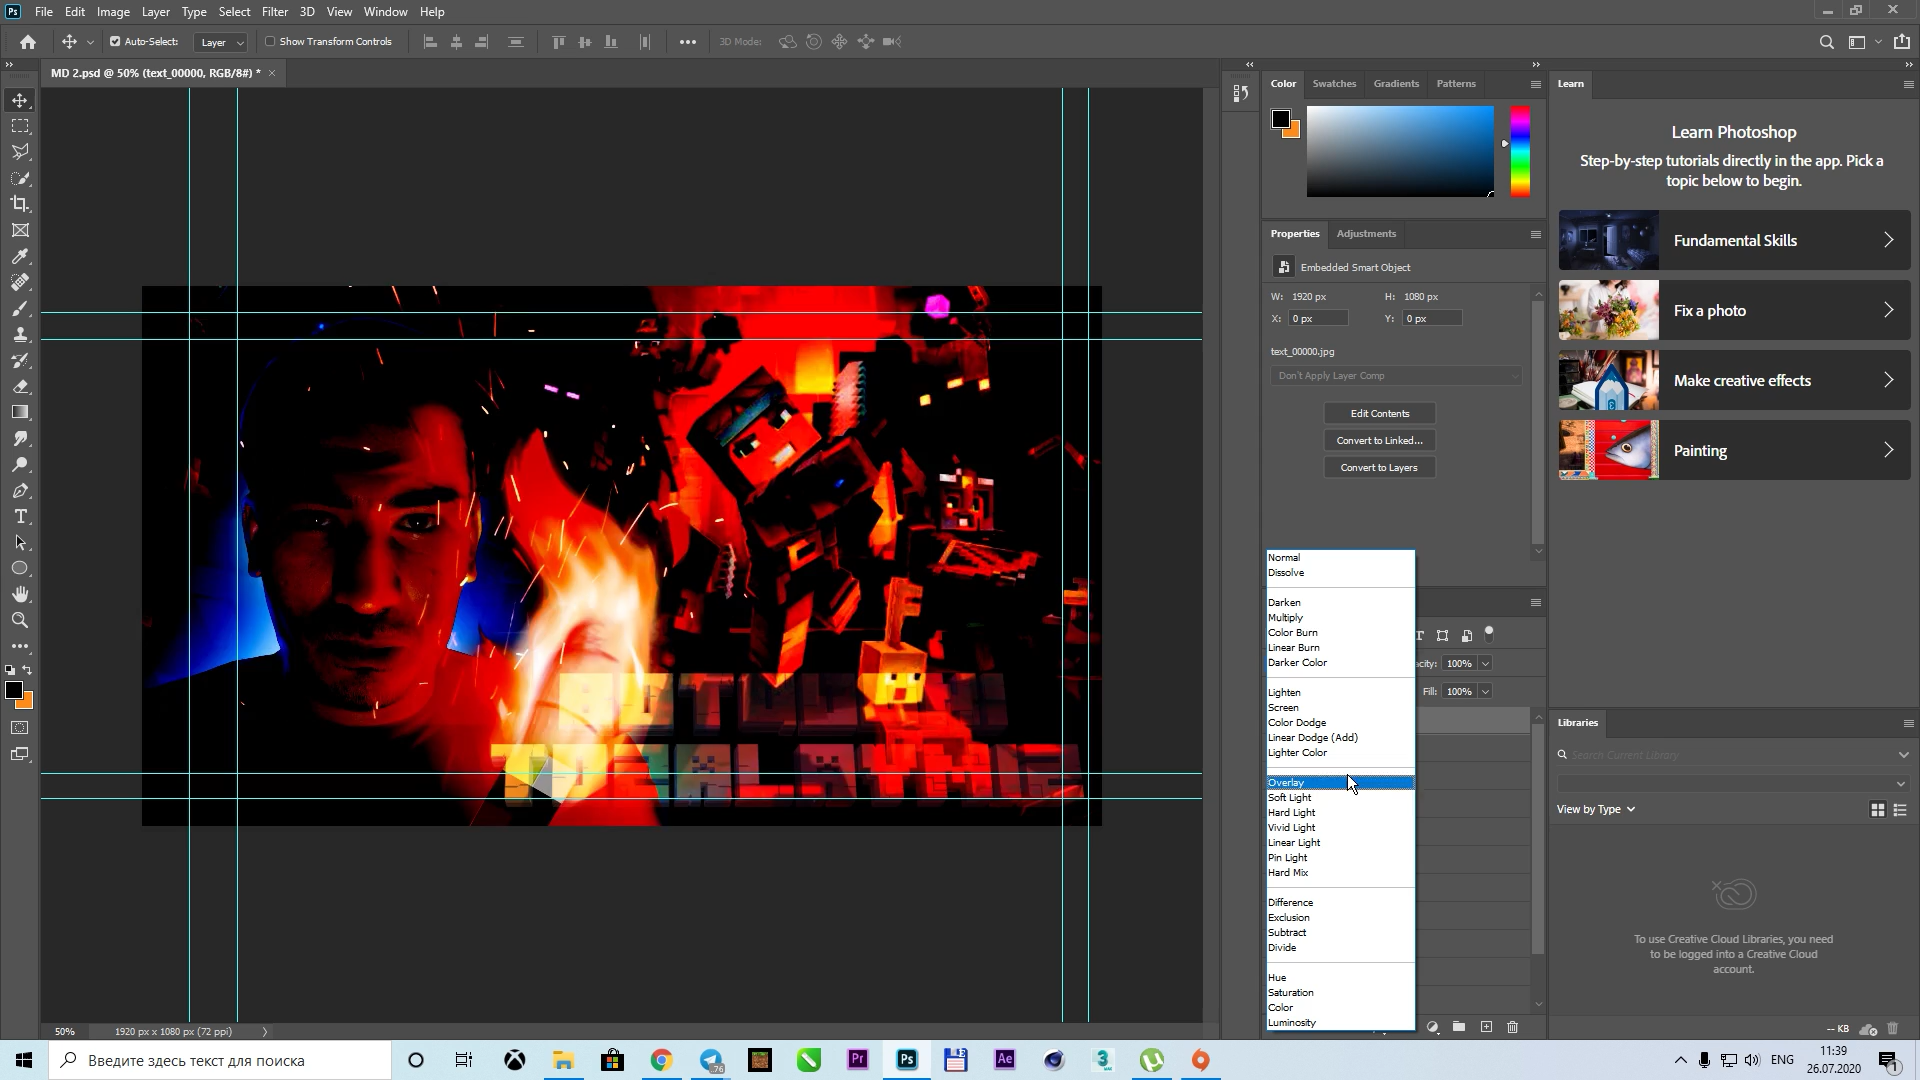 Ps File Edit Image Layer Type Select Filter 3D View Window Help
Auto-Select: Layer Show Transform Controls 3D Mode:
MD 2.psd @ 50% (text_00000, RGB/8#) *
Color Swatches Gradients Patterns
Properties Adjustments
Embedded Smart Object
W: 1920 px H: 1080 px
X: 0 px Y: 0 px
text_00000.jpg
Don't Apply Layer Comp
Edit Contents
Convert to Linked...
Convert to Layers
Normal
Dissolve
Darken
Multiply
Color Burn
Linear Burn
Darker Color
Lighten
Screen
Color Dodge
Linear Dodge (Add)
Lighter Color
Overlay
Soft Light
Hard Light
Vivid Light
Linear Light
Pin Light
Hard Mix
Difference
Exclusion
Subtract
Divide
Hue
Saturation
Color
Luminosity
acity: 100%
Fill: 100%
Learn
Learn Photoshop
Step-by-step tutorials directly in the app. Pick a
topic below to begin.
Fundamental Skills
Fix a photo
Make creative effects
Painting
Libraries
Search Current Library
View by Type
To use Creative Cloud Libraries, you need
to be logged into a Creative Cloud
account.
-- KB
50% 1920 px x 1080 px (72 ppi)
Введите здесь текст для поиска
.76
Pr
Ps
Ae
3
ENG
11:39
26.07.2020
1